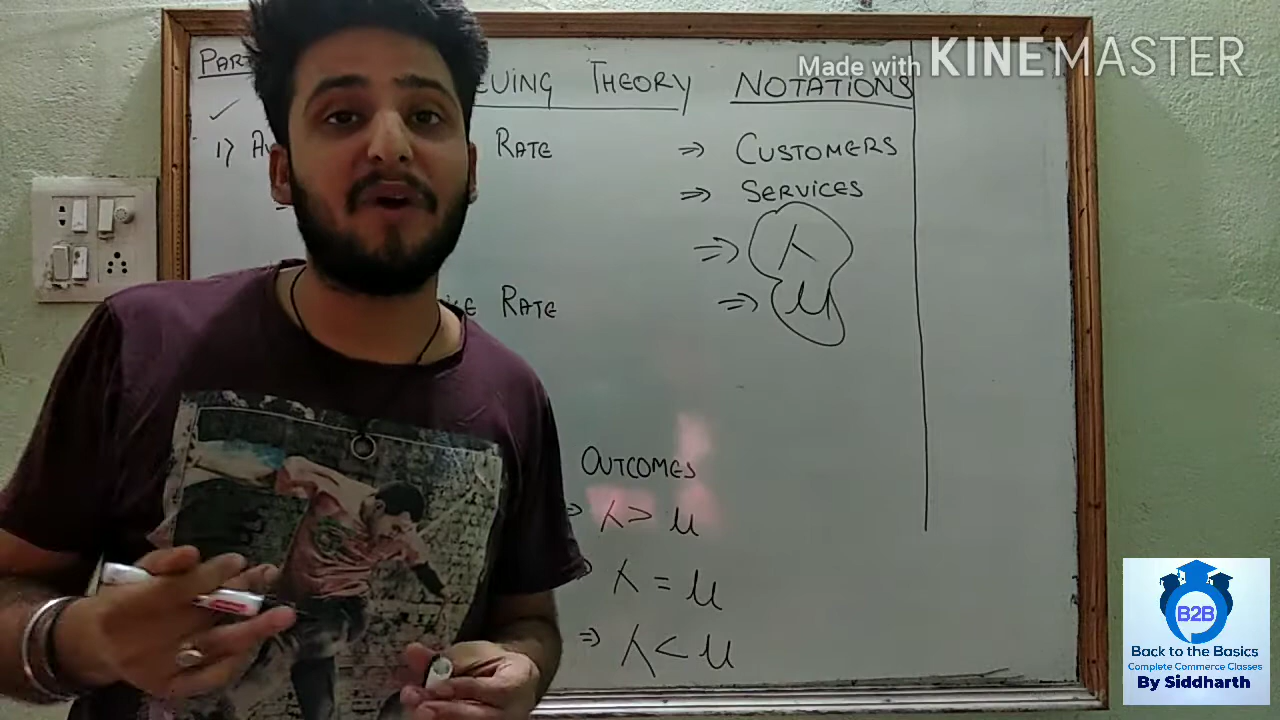 Made with KINEMASTER
PART
THEORY NOTATIONS
1) RATE ⇒ CUSTOMERS
⇒ SERVICES
⇒ λ
RATE ⇒ μ
OUTCOMES
λ > μ
λ = μ
⇒ λ < μ
B2B
Back to the Basics
Complete Commerce Classes
By Siddharth